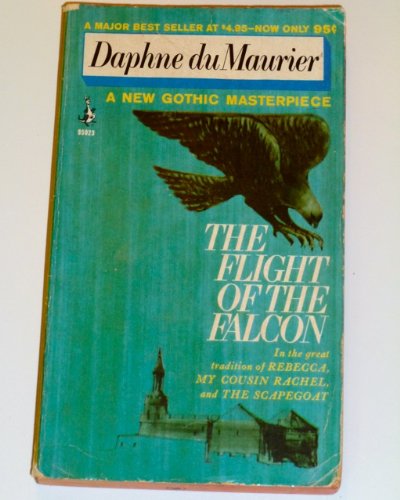 A MAJOR BEST SELLER AT $4.95-NOW ONLY 95¢
Daphne du Maurier
A NEW GOTHIC MASTERPIECE
95023
THE
FLIGHT
OF THE
FALCON
In the great
tradition of REBECCA,
MY COUSIN RACHEL,
and THE SCAPEGOAT